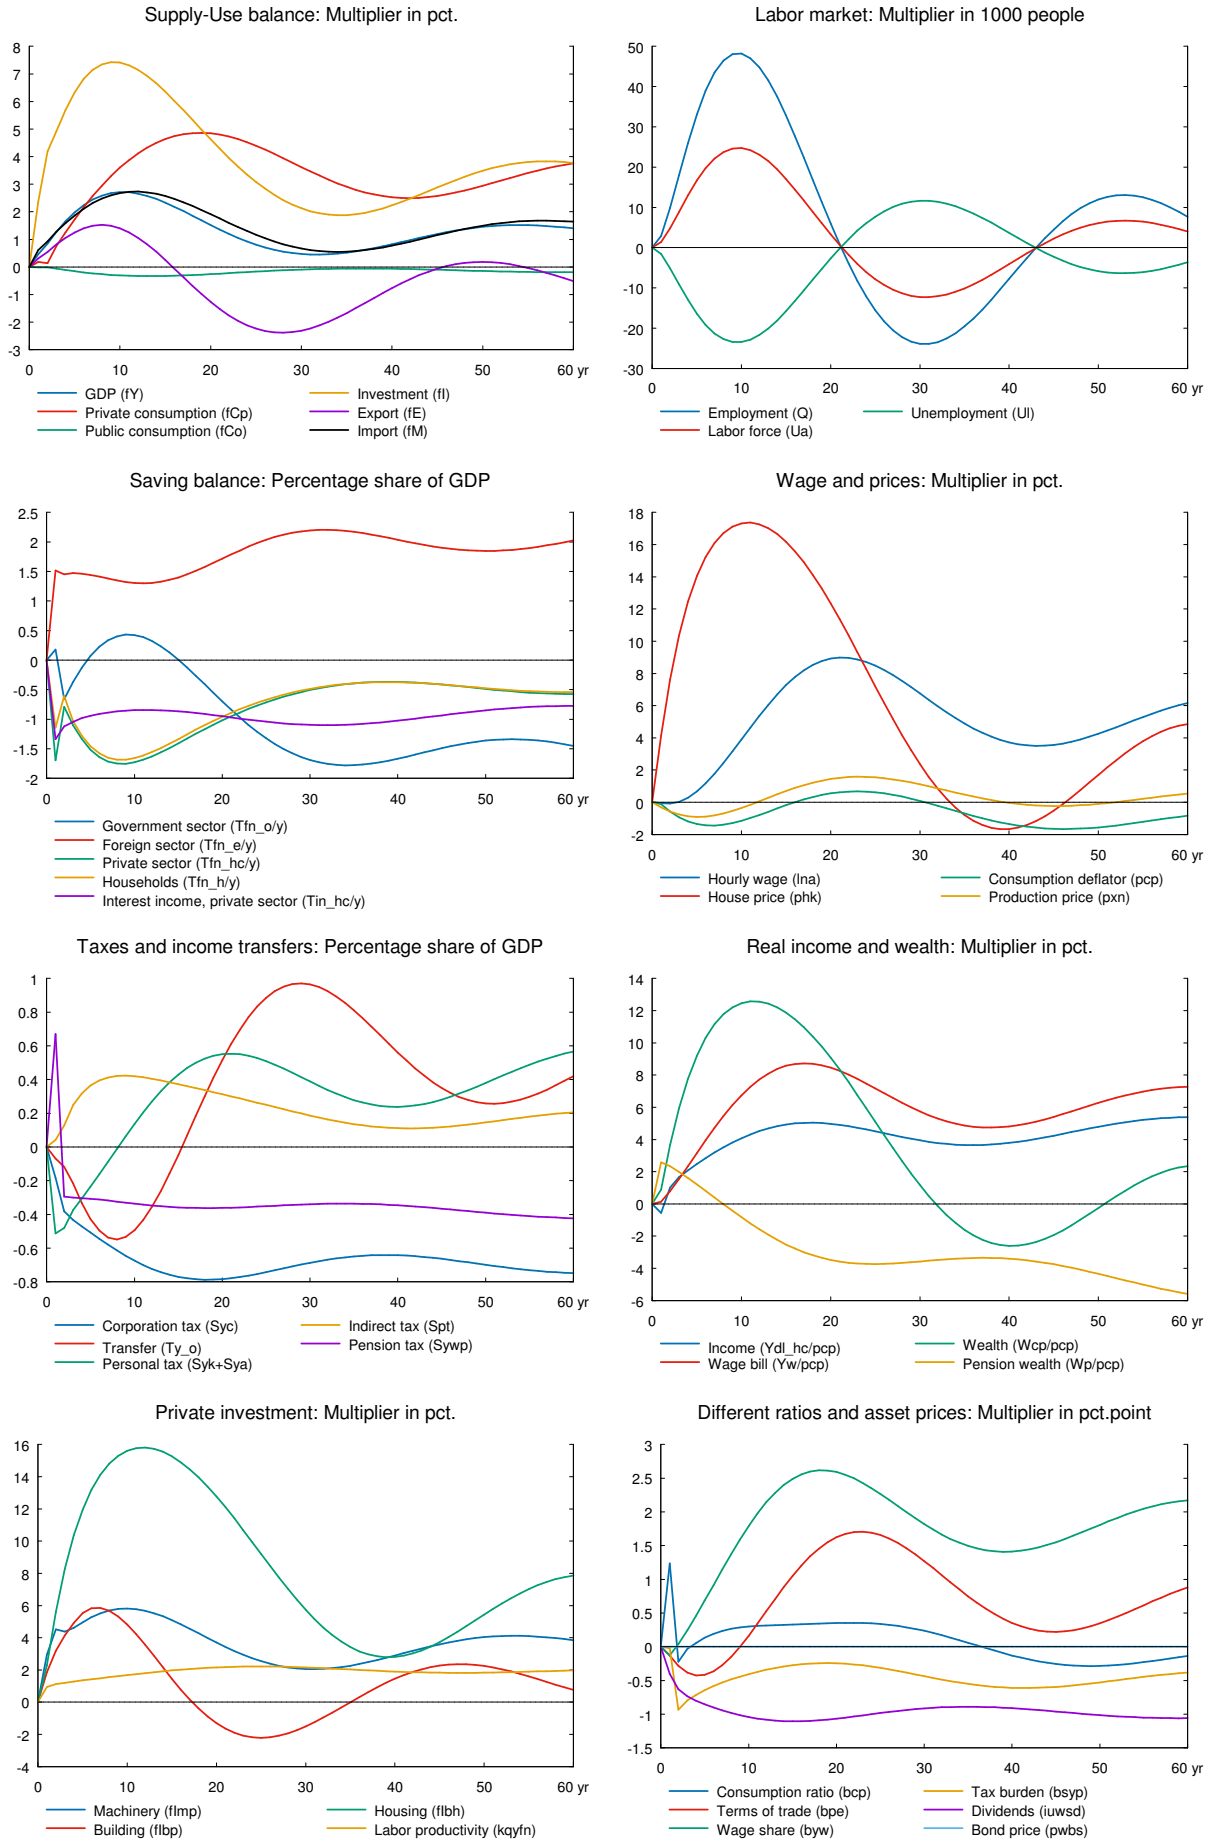 Supply-Use balance: Multiplier in pct.
8
7
6
5
4
3
2
1
0
-1
-2
-3
0 10 20 30 40 50 60 yr
GDP (fY)
Private consumption (fCp)
Public consumption (fCo)
Investment (fI)
Export (fE)
Import (fM)
Labor market: Multiplier in 1000 people
50
40
30
20
10
0
-10
-20
-30
0 10 20 30 40 50 60 yr
Employment (Q)
Labor force (Ua)
Unemployment (Ul)
Saving balance: Percentage share of GDP
2.5
2
1.5
1
0.5
0
-0.5
-1
-1.5
-2
0 10 20 30 40 50 60 yr
Government sector (Tfn_o/y)
Foreign sector (Tfn_e/y)
Private sector (Tfn_hc/y)
Households (Tfn_h/y)
Interest income, private sector (Tin_hc/y)
Wage and prices: Multiplier in pct.
18
16
14
12
10
8
6
4
2
0
-2
0 10 20 30 40 50 60 yr
Hourly wage (lna)
House price (phk)
Consumption deflator (pcp)
Production price (pxn)
Taxes and income transfers: Percentage share of GDP
1
0.8
0.6
0.4
0.2
0
-0.2
-0.4
-0.6
-0.8
0 10 20 30 40 50 60 yr
Corporation tax (Syc)
Transfer (Ty_o)
Personal tax (Syk+Sya)
Indirect tax (Spt)
Pension tax (Sywp)
Real income and wealth: Multiplier in pct.
14
12
10
8
6
4
2
0
-2
-4
-6
0 10 20 30 40 50 60 yr
Income (Ydl_hc/pcp)
Wage bill (Yw/pcp)
Wealth (Wcp/pcp)
Pension wealth (Wp/pcp)
Private investment: Multiplier in pct.
16
14
12
10
8
6
4
2
0
-2
-4
0 10 20 30 40 50 60 yr
Machinery (fImp)
Building (fIbp)
Housing (fIbh)
Labor productivity (kqyfn)
Different ratios and asset prices: Multiplier in pct.point
3
2.5
2
1.5
1
0.5
0
-0.5
-1
-1.5
0 10 20 30 40 50 60 yr
Consumption ratio (bcp)
Terms of trade (bpe)
Wage share (byw)
Tax burden (bsyp)
Dividends (iuwsd)
Bond price (pwbs)